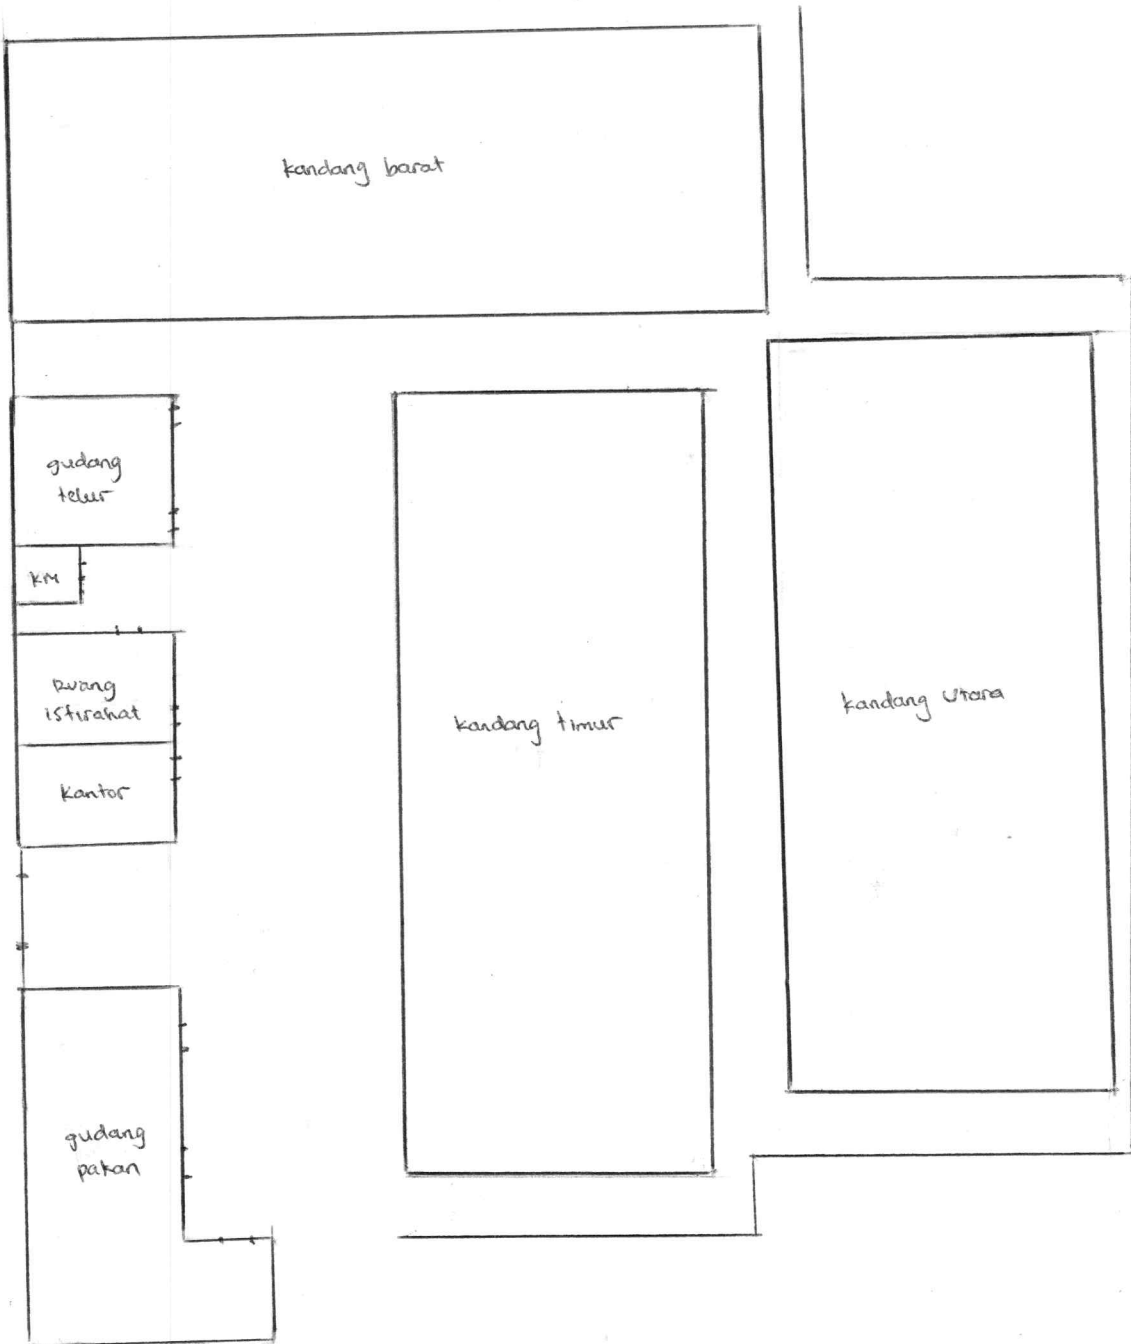 kandang barat
gudang
telur
KM
Ruang
istirahat
kantor
kandang timur
kandang utara
gudang
pakan